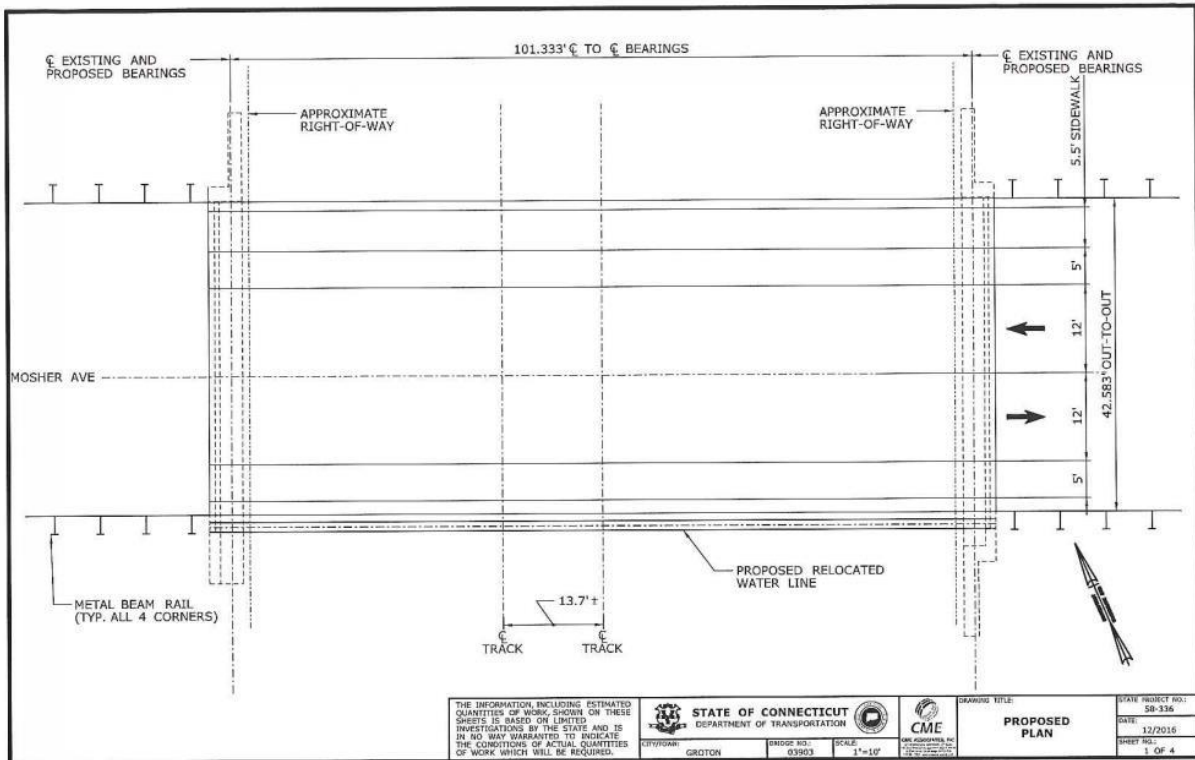 101.333' ℄ TO ℄ BEARINGS
℄ EXISTING AND
PROPOSED BEARINGS
℄ EXISTING AND
PROPOSED BEARINGS
APPROXIMATE
RIGHT-OF-WAY
APPROXIMATE
RIGHT-OF-WAY
5.5' SIDEWALK
5'
12'
MOSHER AVE
42.583' OUT-TO-OUT
12'
5'
PROPOSED RELOCATED
WATER LINE
METAL BEAM RAIL
(TYP. ALL 4 CORNERS)
13.7'±
℄
TRACK
℄
TRACK
THE INFORMATION, INCLUDING ESTIMATED
QUANTITIES OF WORK, SHOWN ON THESE
SHEETS IS BASED ON LIMITED
INVESTIGATIONS BY THE STATE AND IS
IN NO WAY WARRANTED TO INDICATE
THE CONDITIONS OF ACTUAL QUANTITIES
OF WORK WHICH WILL BE REQUIRED.
STATE OF CONNECTICUT
DEPARTMENT OF TRANSPORTATION
CITY/TOWN:
GROTON
BRIDGE NO.:
03903
SCALE:
1"=10'
CME
CME ASSOCIATES, INC.
DRAWING TITLE:
PROPOSED
PLAN
STATE PROJECT NO.:
58-336
DATE:
12/2016
SHEET NO.:
1 OF 4